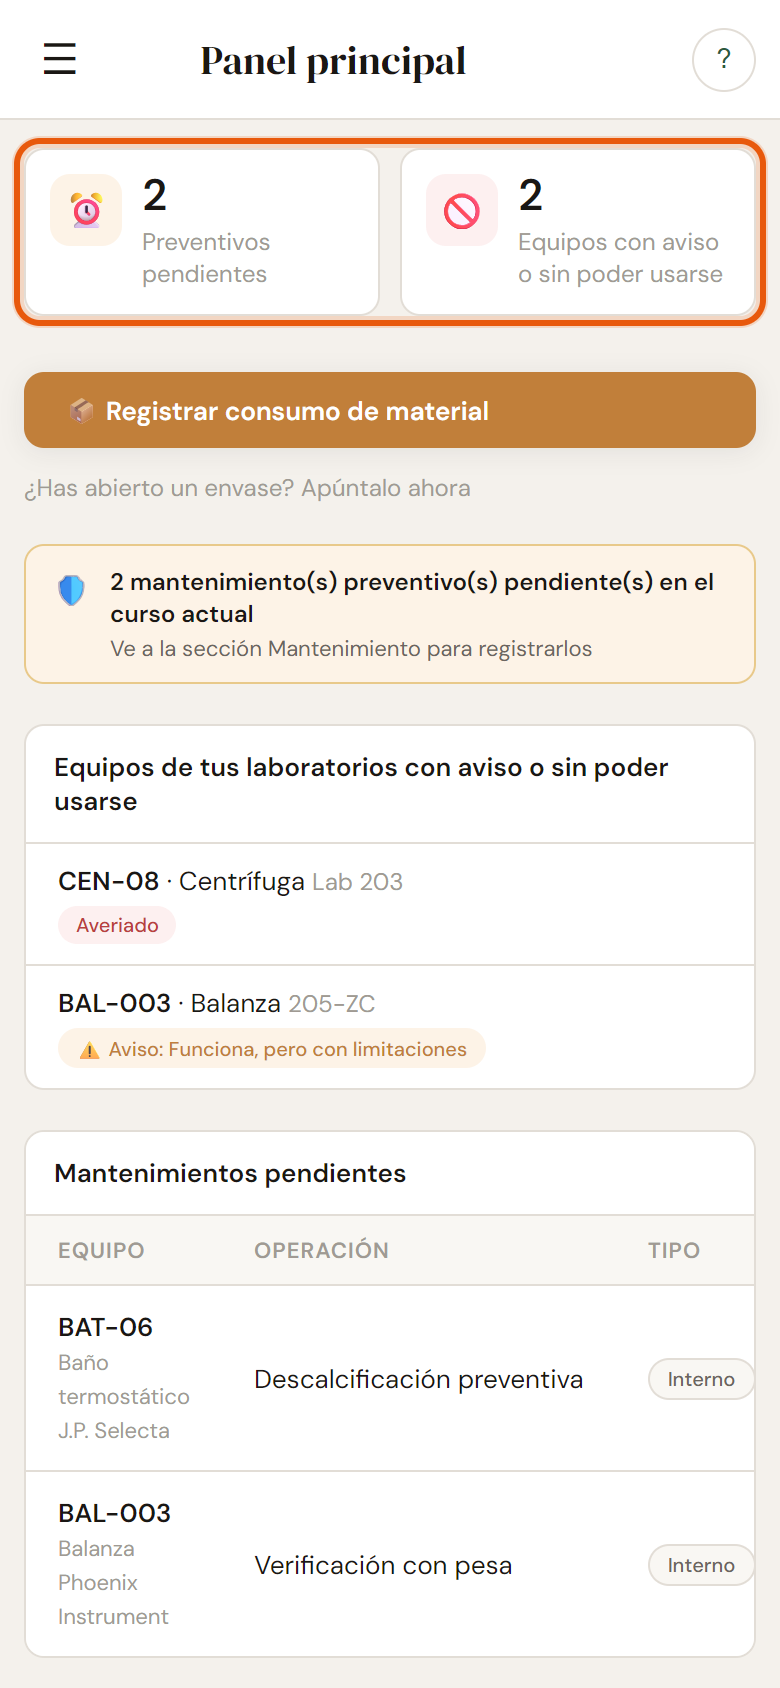 Panel principal
?
2
Preventivos
pendientes
2
Equipos con aviso
o sin poder usarse
Registrar consumo de material
¿Has abierto un envase? Apúntalo ahora
2 mantenimiento(s) preventivo(s) pendiente(s) en el
curso actual
Ve a la sección Mantenimiento para registrarlos
Equipos de tus laboratorios con aviso o sin poder
usarse
CEN-08 · Centrífuga Lab 203
Averiado
BAL-003 · Balanza 205-ZC
Aviso: Funciona, pero con limitaciones
Mantenimientos pendientes
EQUIPO OPERACIÓN TIPO
BAT-06
Baño
termostático
J.P. Selecta
Descalcificación preventiva
Interno
BAL-003
Balanza
Phoenix
Instrument
Verificación con pesa
Interno